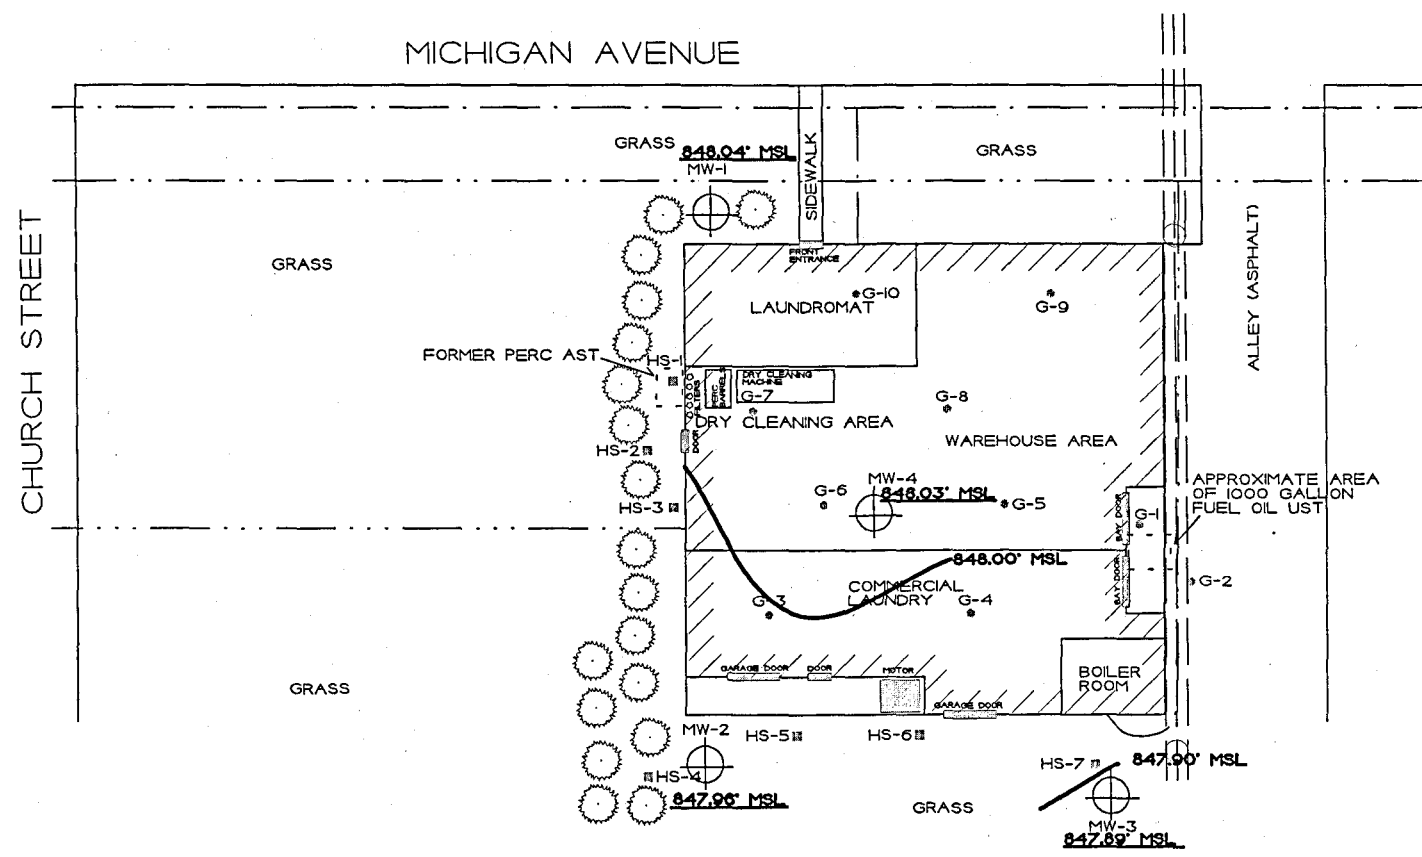 MICHIGAN AVENUE
CHURCH STREET
GRASS
848.04' MSL
MW-1
SIDEWALK
GRASS
ALLEY (ASPHALT)
GRASS
FRONT
ENTRANCE
LAUNDROMAT
G-10
G-9
FORMER PERC AST
HS-1
FILTERS
PERC
BARRELS
DRY CLEANING
MACHINE
G-7
DRY CLEANING AREA
DOOR
G-8
WAREHOUSE AREA
HS-2
HS-3
G-6
MW-4
848.03' MSL
G-5
APPROXIMATE AREA
OF 1000 GALLON
FUEL OIL UST
BAY DOOR
G-1
BAY DOOR
G-2
848.00' MSL
COMMERCIAL
LAUNDRY
G-3
G-4
GARAGE DOOR
DOOR
MOTOR
BOILER
ROOM
GRASS
GARAGE DOOR
MW-2
HS-5
HS-6
HS-4
847.96' MSL
HS-7
847.90' MSL
GRASS
MW-3
847.89' MSL